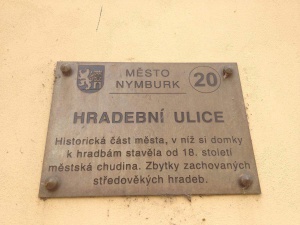 MĚSTO
NYMBURK
20
HRADEBNÍ ULICE
Historická část města, v níž si domky
k hradbám stavěla od 18. století
městská chudina. Zbytky zachovaných
středověkých hradeb.